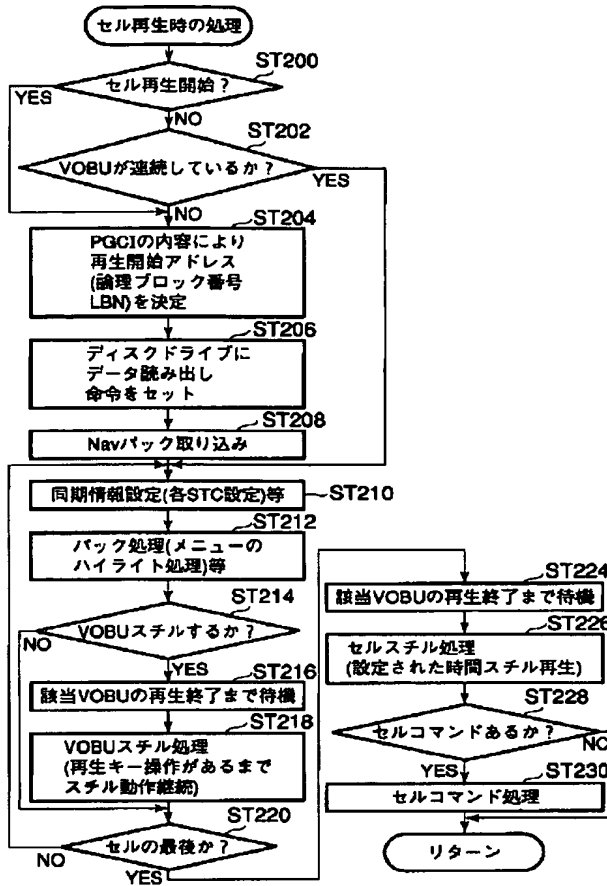 セル再生時の処理
ST200
セル再生開始？
YES
NO
ST202
VOBUが連続しているか？
YES
NO
ST204
PGCIの内容により
再生開始アドレス
(論理ブロック番号
LBN)を決定
ST206
ディスクドライブに
データ読み出し
命令をセット
ST208
Navパック取り込み
同期情報設定(各STC設定)等
ST210
ST212
パック処理(メニューの
ハイライト処理)等
ST214
VOBUスチルするか？
NO
YES
ST216
該当VOBUの再生終了まで待機
ST218
VOBUスチル処理
(再生キー操作があるまで
スチル動作継続)
ST220
セルの最後か？
NO
YES
ST224
該当VOBUの再生終了まで待機
ST226
セルスチル処理
(設定された時間スチル再生)
ST228
セルコマンドあるか？
NO
YES
ST230
セルコマンド処理
リターン